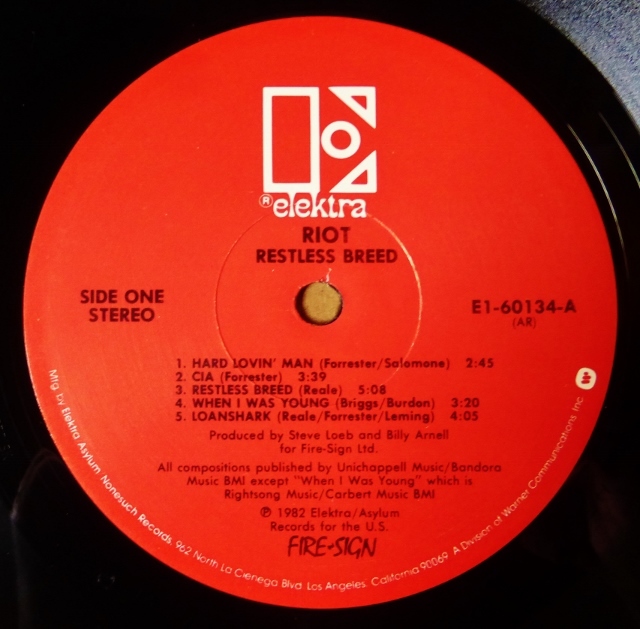 ® elektra
RIOT
RESTLESS BREED
SIDE ONE
STEREO
E1-60134-A
(AR)
1. HARD LOVIN' MAN (Forrester/Salomone) 2:45
2. CIA (Forrester) 3:39
3. RESTLESS BREED (Reale) 5:08
4. WHEN I WAS YOUNG (Briggs/Burdon) 3:20
5. LOANSHARK (Reale/Forrester/Leming) 4:05
Produced by Steve Loeb and Billy Arnell
for Fire-Sign Ltd.
All compositions published by Unichappell Music/Bandora
Music BMI except "When I Was Young" which is
Rightsong Music/Carbert Music BMI
℗ 1982 Elektra/Asylum
Records for the U.S.
FIRE-SIGN
Mfg. by Elektra Asylum Nonesuch Records, 962 North La Cienega Blvd. Los Angeles, California 90069. A Division of Warner Communications Inc.